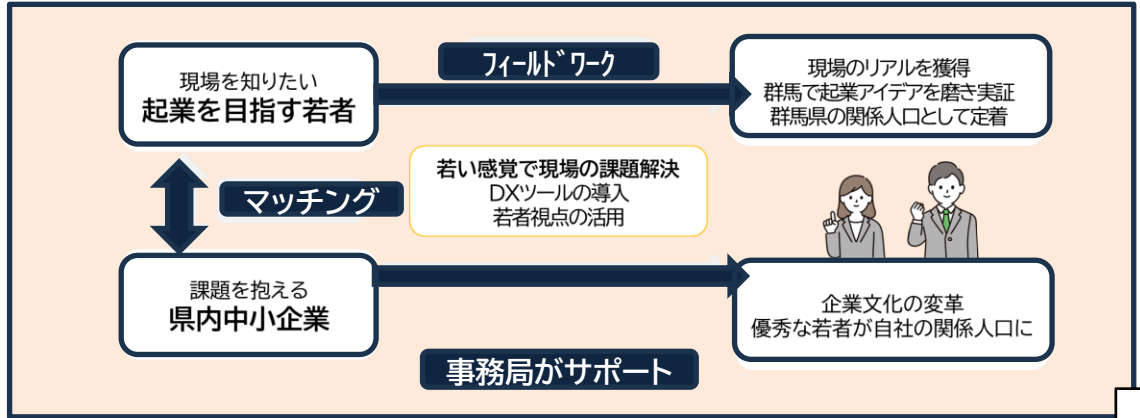 現場を知りたい
起業を目指す若者
フィールドワーク
現場のリアルを獲得
群馬で起業アイデアを磨き実証
群馬県の関係人口として定着
マッチング
若い感覚で現場の課題解決
DXツールの導入
若者視点の活用
課題を抱える
県内中小企業
企業文化の変革
優秀な若者が自社の関係人口に
事務局がサポート